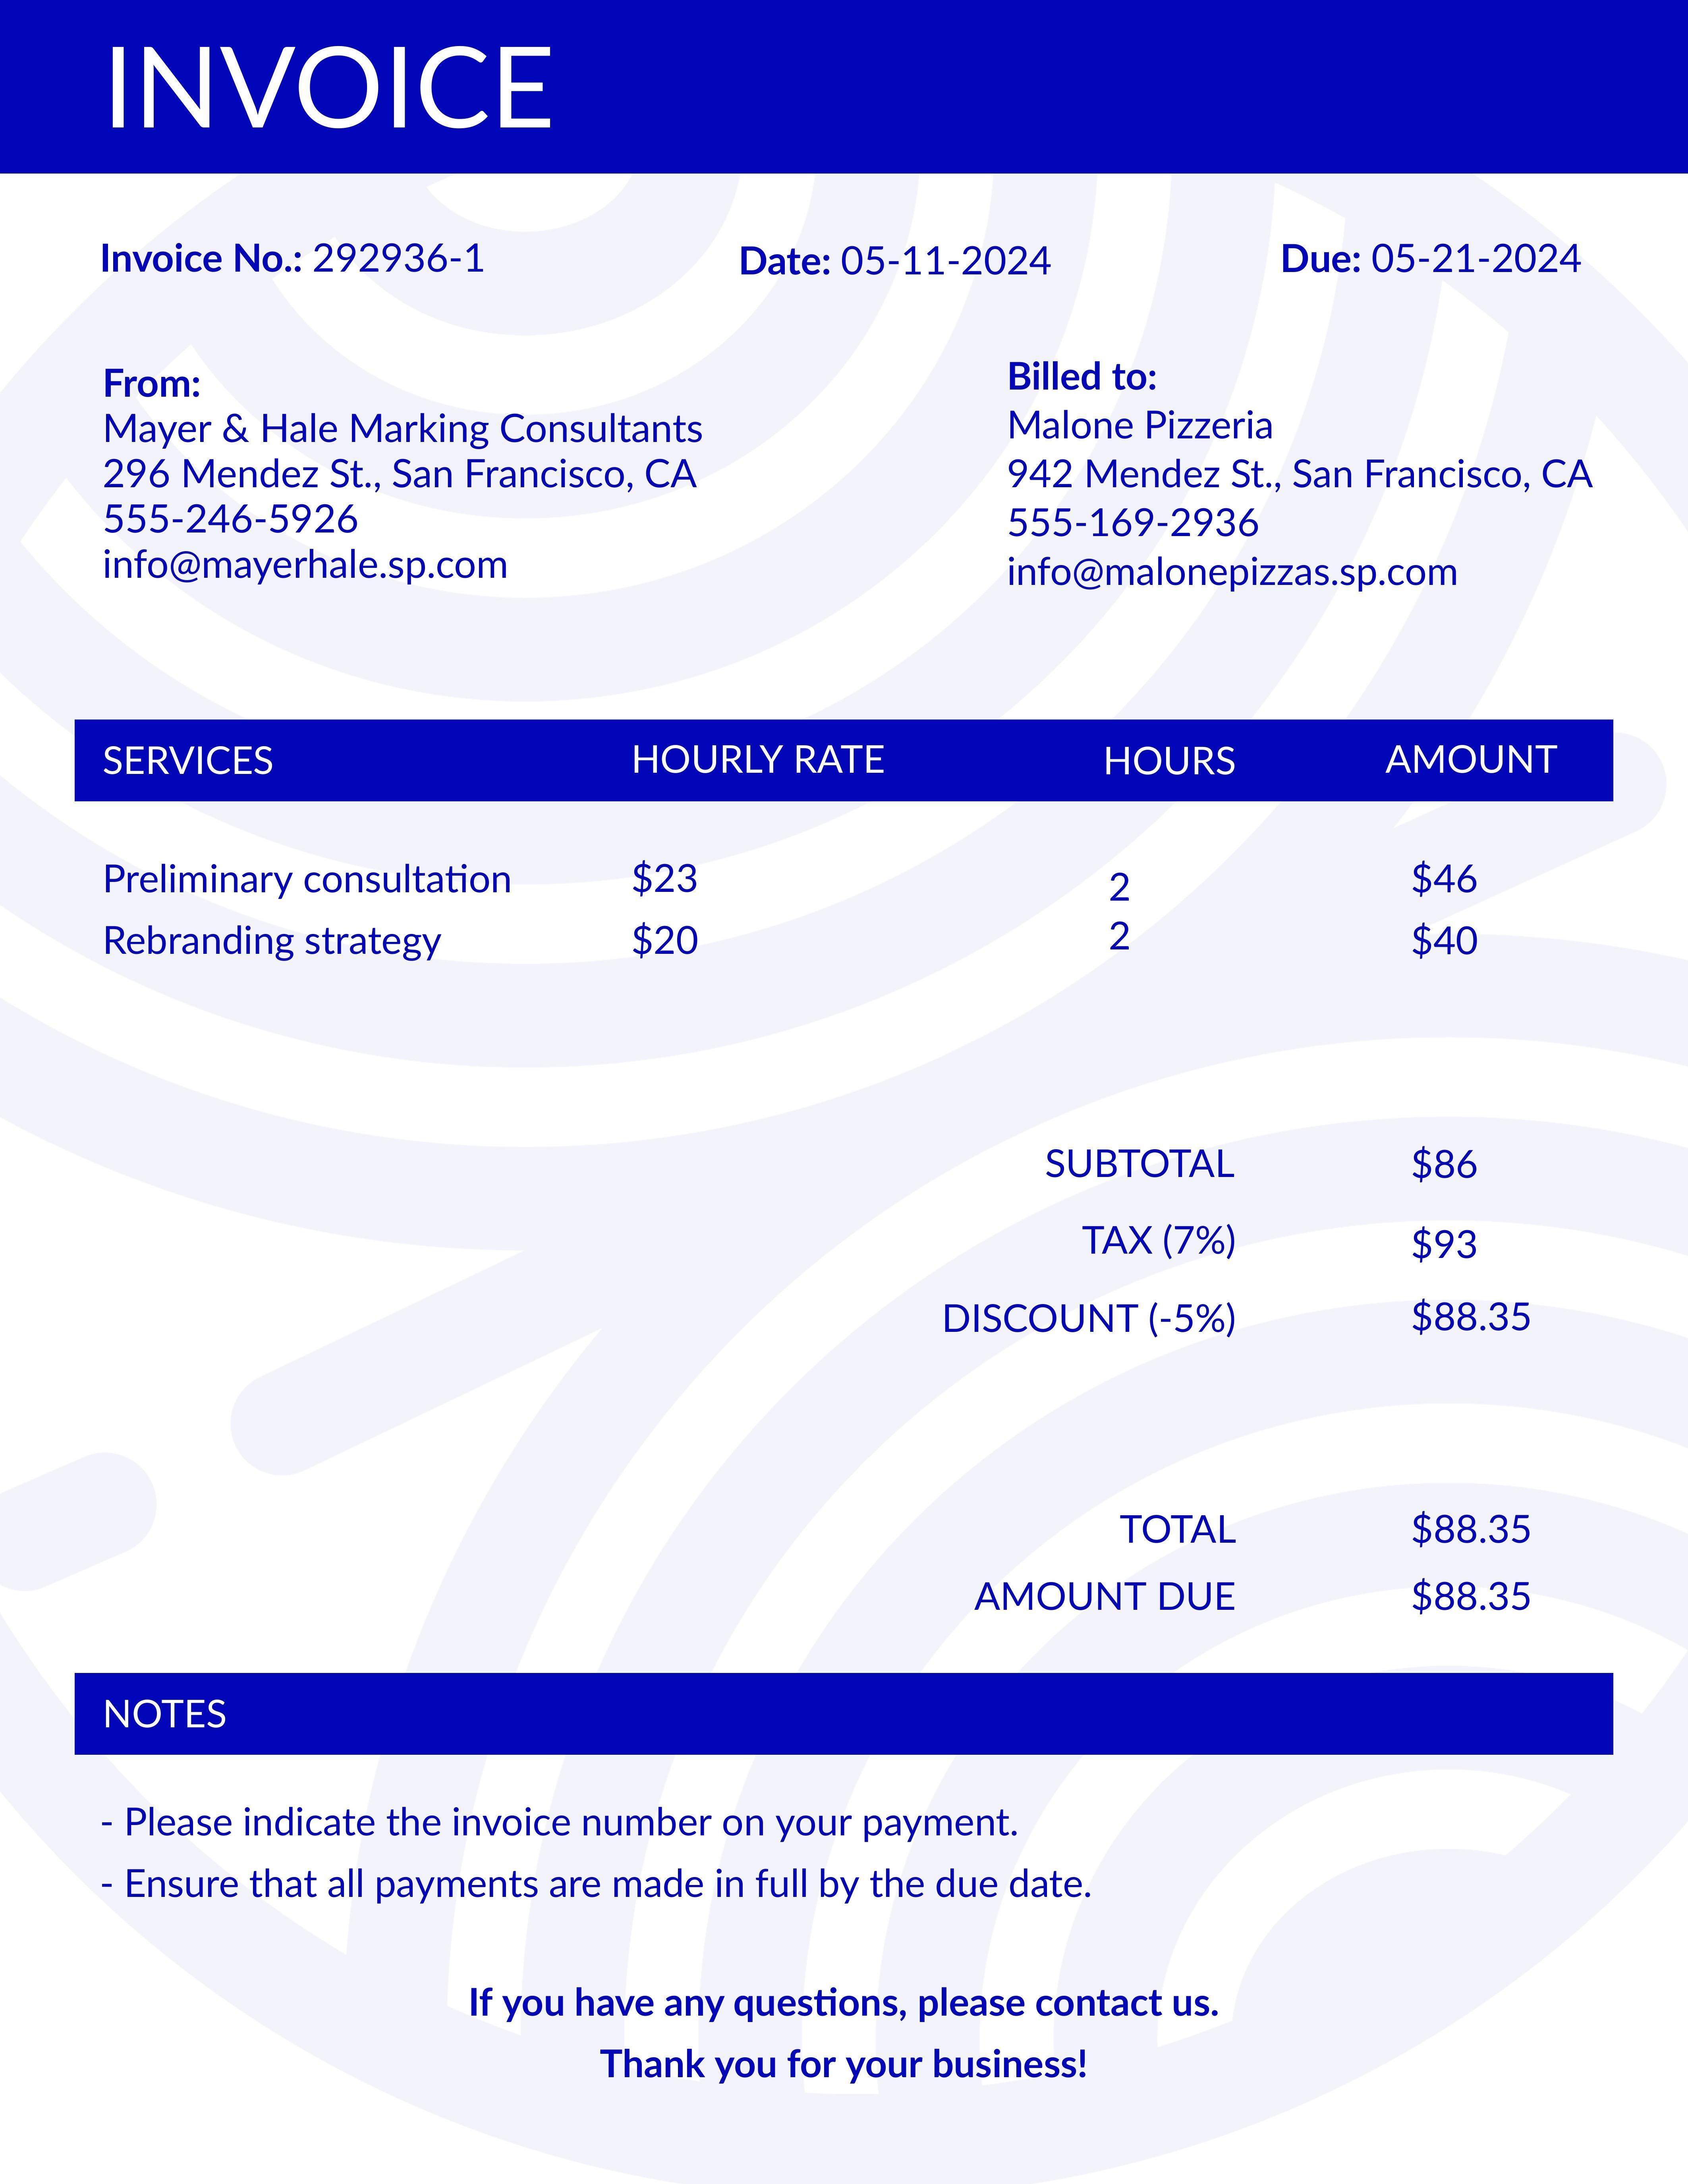 INVOICE
Invoice No.: 292936-1 Date: 05-11-2024 Due: 05-21-2024
From:
Mayer & Hale Marking Consultants
296 Mendez St., San Francisco, CA
555-246-5926
info@mayerhale.sp.com
Billed to:
Malone Pizzeria
942 Mendez St., San Francisco, CA
555-169-2936
info@malonepizzas.sp.com
SERVICES HOURLY RATE HOURS AMOUNT
Preliminary consultation $23 2 $46
Rebranding strategy $20 2 $40
SUBTOTAL $86
TAX (7%) $93
DISCOUNT (-5%) $88.35
TOTAL $88.35
AMOUNT DUE $88.35
NOTES
- Please indicate the invoice number on your payment.
- Ensure that all payments are made in full by the due date.
If you have any questions, please contact us.
Thank you for your business!